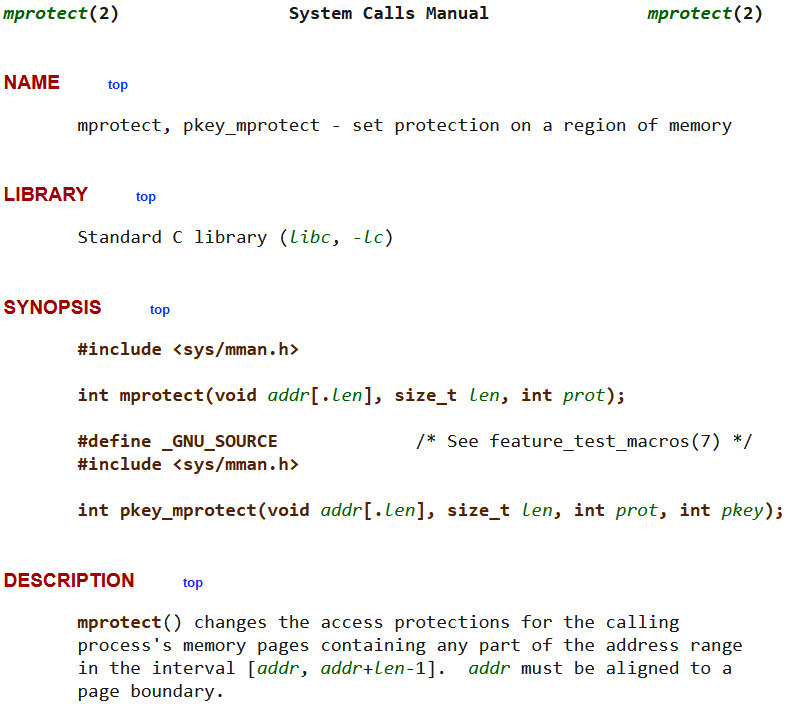 mprotect(2) System Calls Manual mprotect(2)
NAME top
mprotect, pkey_mprotect - set protection on a region of memory
LIBRARY top
Standard C library (libc, -lc)
SYNOPSIS top
#include <sys/mman.h>
int mprotect(void addr[.len], size_t len, int prot);
#define _GNU_SOURCE /* See feature_test_macros(7) */
#include <sys/mman.h>
int pkey_mprotect(void addr[.len], size_t len, int prot, int pkey);
DESCRIPTION top
mprotect() changes the access protections for the calling
process's memory pages containing any part of the address range
in the interval [addr, addr+len-1]. addr must be aligned to a
page boundary.